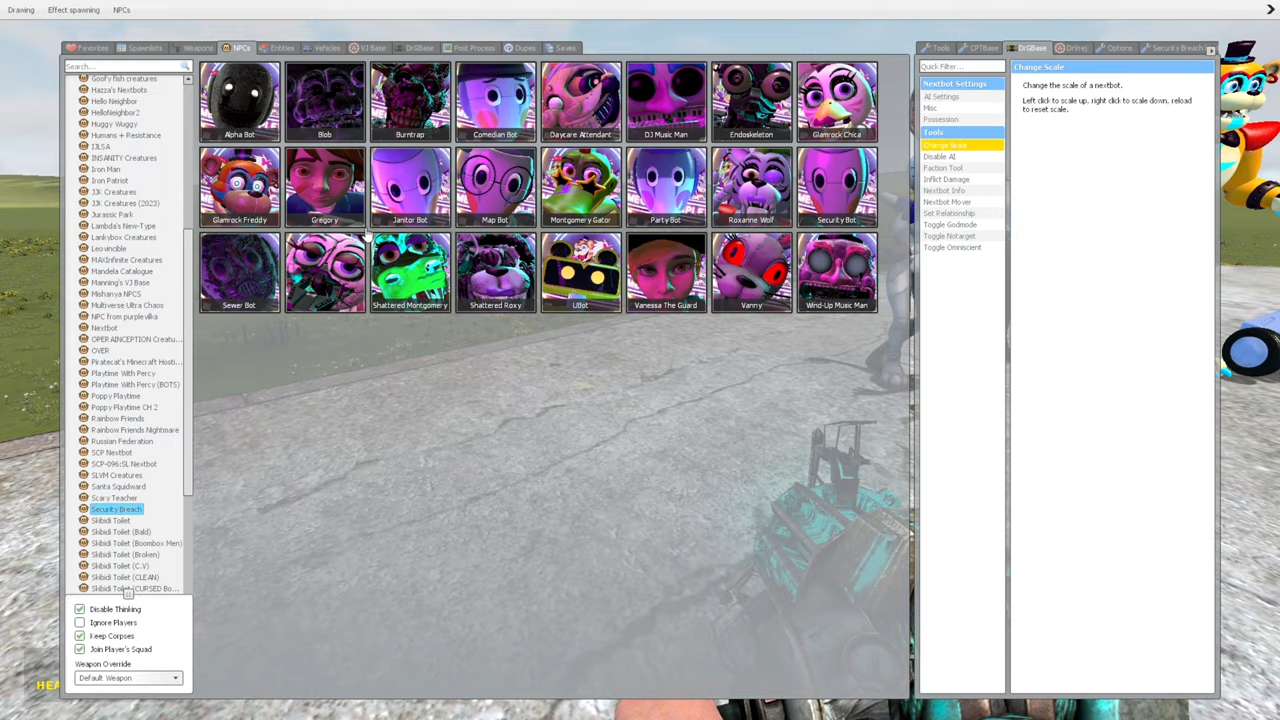 Drawing Effect spawning NPCs
Favorites Spawnlists Weapons NPCs Entities Vehicles VJ Base DrGBase Post Process Dupes Saves
Search...
Goofy fish creatures
Hazza's Nextbots
Hello Neighbor
HelloNeighbor2
Huggy Wuggy
Humans + Resistance
IJLSA
INSANITY Creatures
Iron Man
Iron Patriot
JJK Creatures
JJK Creatures (2023)
Jurassic Park
Lambda's New-Type
Lankybox Creatures
Leo vincible
MAXInfinite Creatures
Mandela Catalogue
Manning's VJ Base
Mishanya NPCS
Multiverse Ultra Chaos
NPC from purplevilka
Nextbot
OPERAINCEPTION Creatu...
OVER
Piratecat's Minecraft Hosti...
Playtime With Percy
Playtime With Percy (BOTS)
Poppy Playtime
Poppy Playtime CH 2
Rainbow Friends
Rainbow Friends Nightmare
Russian Federation
SCP Nextbot
SCP-096:SL Nextbot
SLVM Creatures
Santa Squidward
Scary Teacher
Security Breach
Skibidi Toilet
Skibidi Toilet (Bald)
Skibidi Toilet (Boombox Men)
Skibidi Toilet (Broken)
Skibidi Toilet (C.V)
Skibidi Toilet (CLEAN)
Skibidi Toilet (CURSED Bo...
Disable Thinking
Ignore Players
Keep Corpses
Join Player's Squad
Weapon Override
Default Weapon
HEA
Alpha Bot Blob Burntrap Comedian Bot Daycare Attendant DJ Music Man Endoskeleton Glamrock Chica
Glamrock Freddy Gregory Janitor Bot Map Bot Montgomery Gator Party Bot Roxanne Wolf Security Bot
Sewer Bot Shattered Montgomery Shattered Roxy UBot Vanessa The Guard Vanny Wind-Up Music Man
Tools CPTBase DrGBase DrVrej Options Security Breach
Quick Filter...
Nextbot Settings
AI Settings
Misc
Possession
Tools
Change Scale
Disable AI
Faction Tool
Inflict Damage
Nextbot Info
Nextbot Mover
Set Relationship
Toggle Godmode
Toggle Notarget
Toggle Omniscient
Change Scale
Change the scale of a nextbot.
Left click to scale up, right click to scale down, reload
to reset scale.